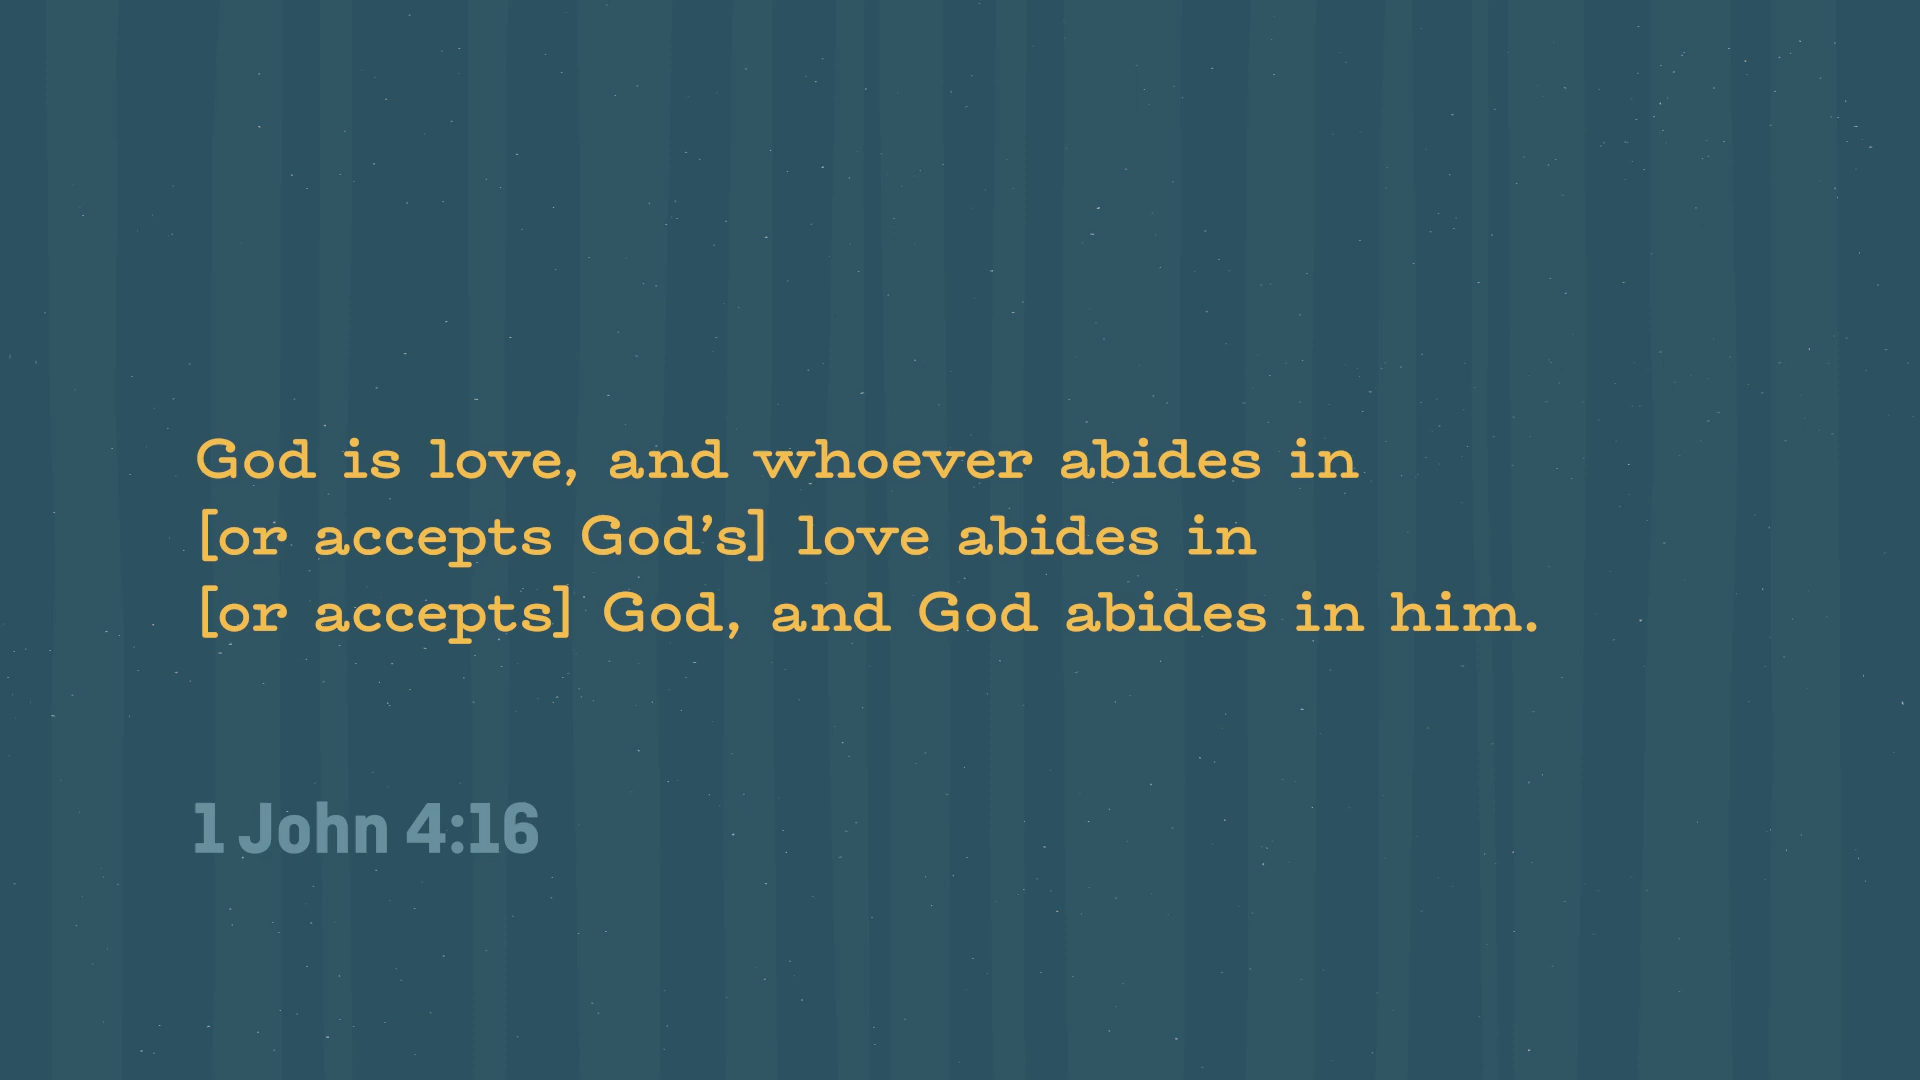 God is love, and whoever abides in
[or accepts God’s] love abides in
[or accepts] God, and God abides in him.
1 John 4:16